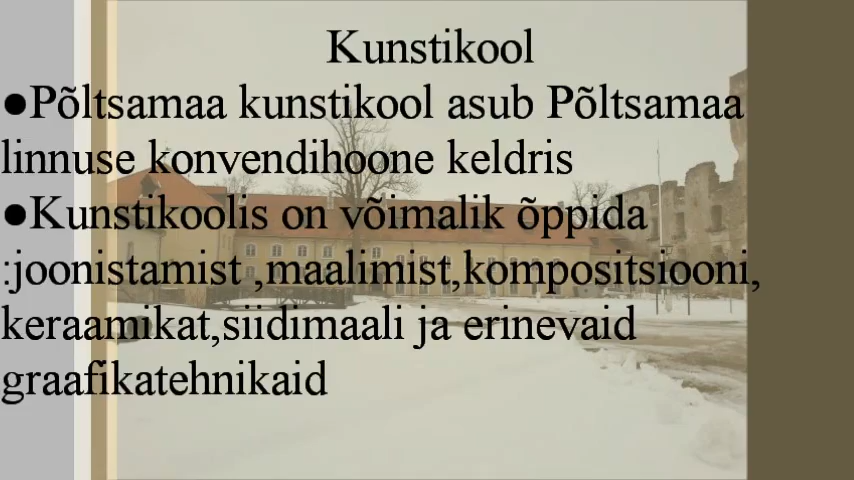 Kunstikool
●Põltsamaa kunstikool asub Põltsamaa
linnuse konvendihoone keldris
●Kunstikoolis on võimalik õppida
:joonistamist ,maalimist,kompositsiooni,
keraamikat,siidimaali ja erinevaid
graafikatehnikaid